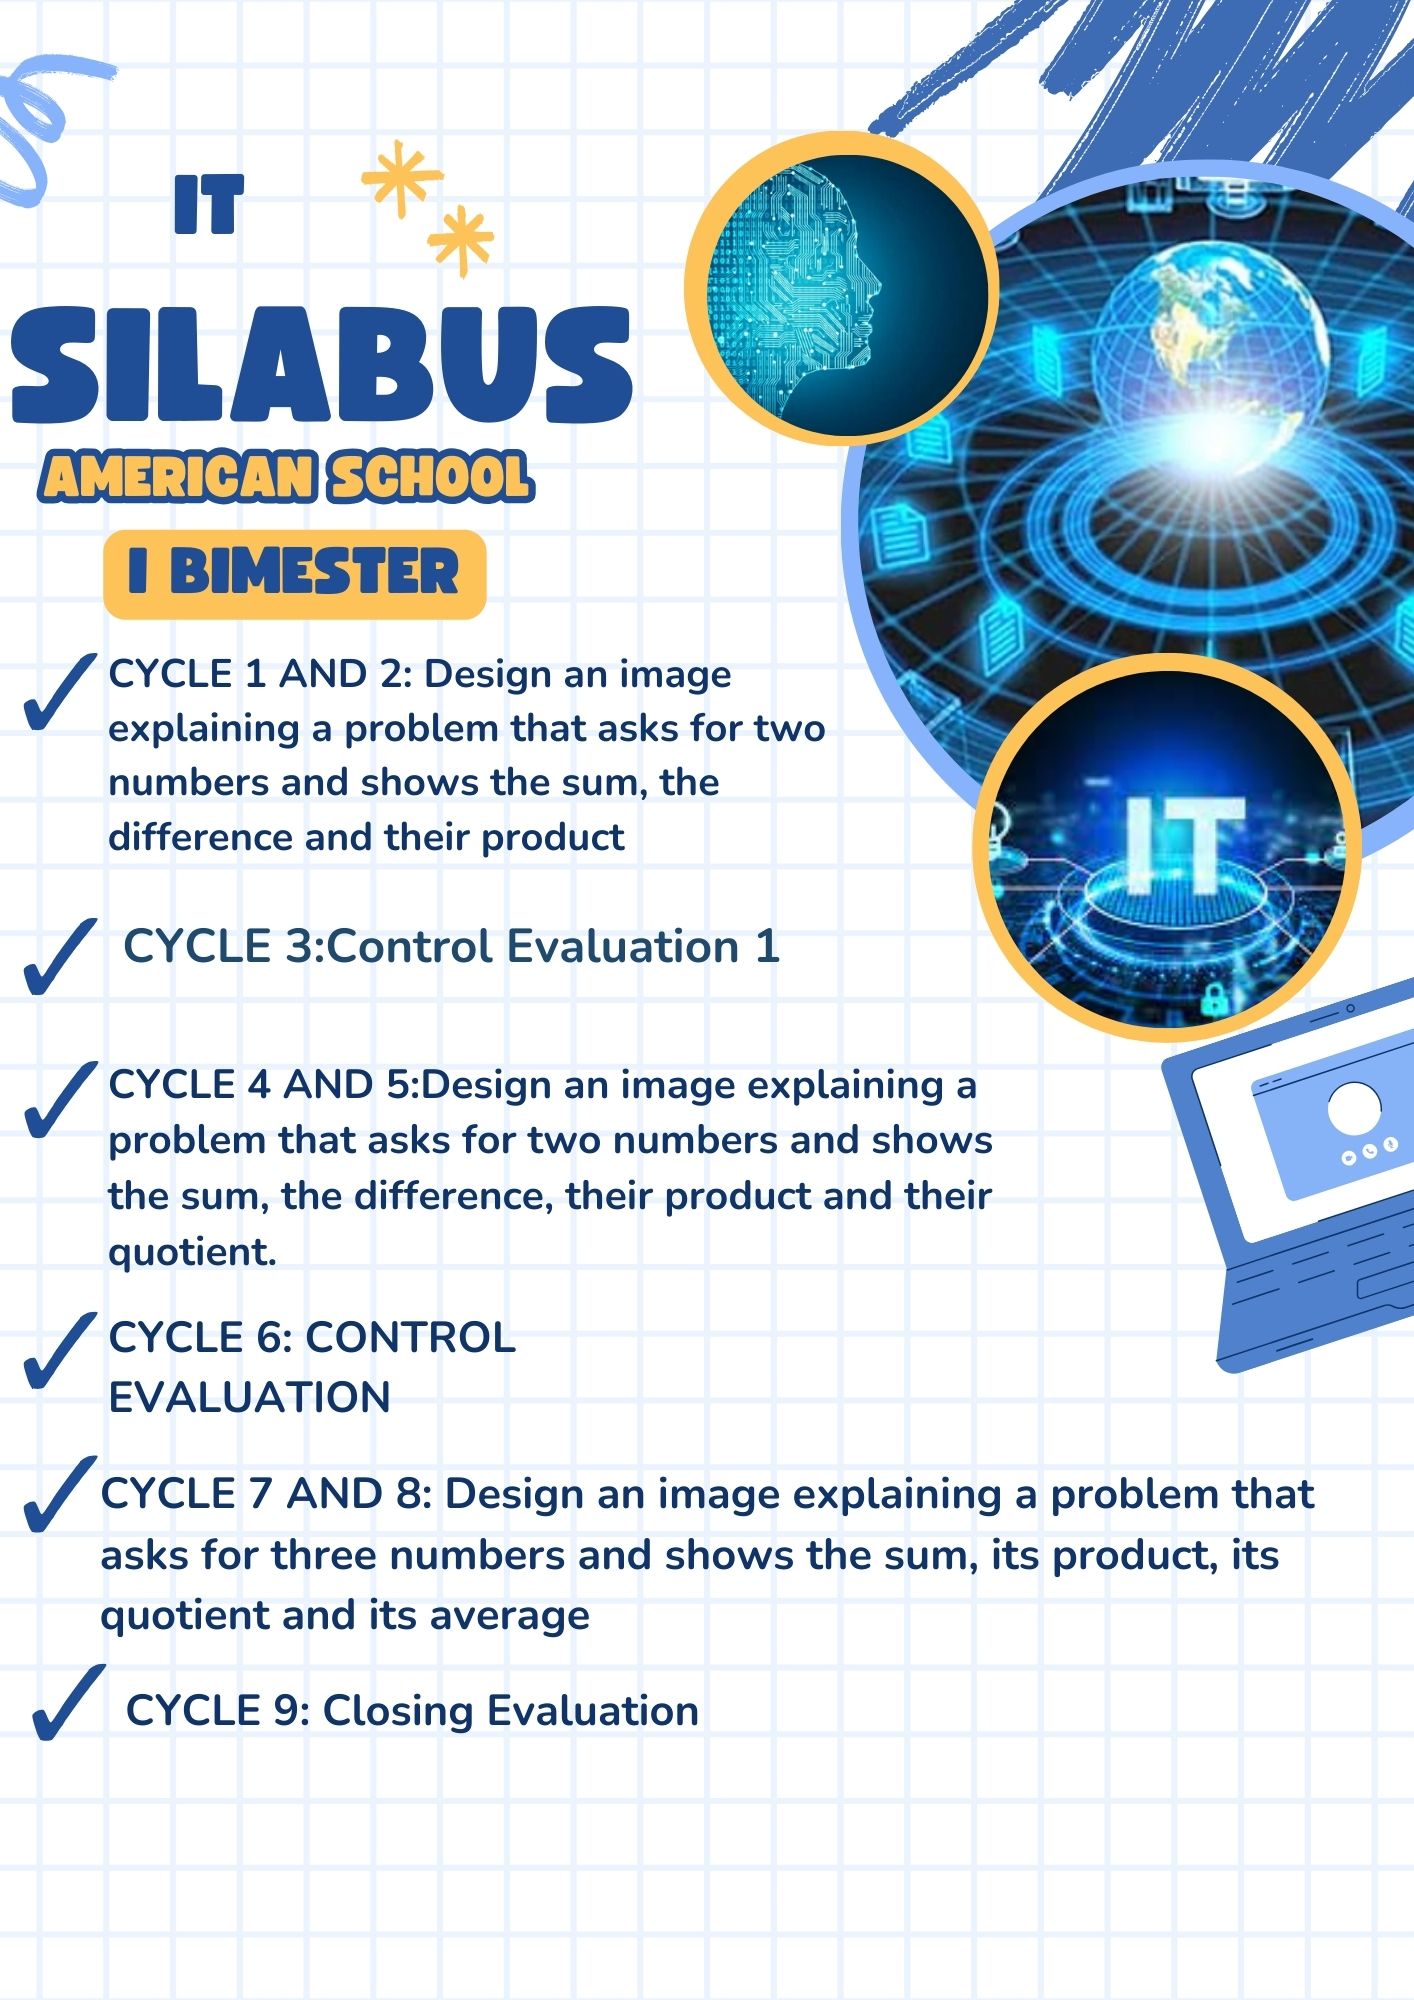 IT
SILABUS
AMERICAN SCHOOL
I BIMESTER
CYCLE 1 AND 2: Design an image
explaining a problem that asks for two
numbers and shows the sum, the
difference and their product
IT
CYCLE 3:Control Evaluation 1
CYCLE 4 AND 5:Design an image explaining a
problem that asks for two numbers and shows
the sum, the difference, their product and their
quotient.
CYCLE 6: CONTROL
EVALUATION
CYCLE 7 AND 8: Design an image explaining a problem that
asks for three numbers and shows the sum, its product, its
quotient and its average
CYCLE 9: Closing Evaluation